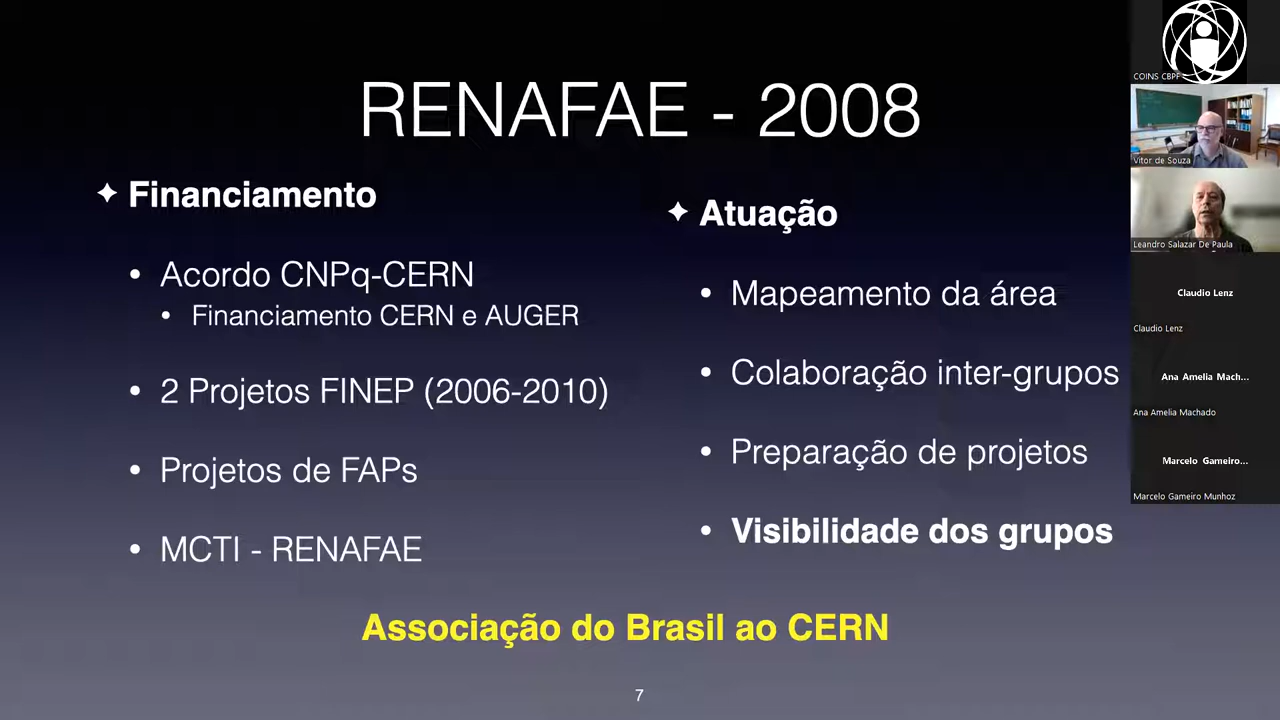 RENAFAE - 2008
✦ Financiamento
• Acordo CNPq-CERN
• Financiamento CERN e AUGER
• 2 Projetos FINEP (2006-2010)
• Projetos de FAPs
• MCTI - RENAFAE
✦ Atuação
• Mapeamento da área
• Colaboração inter-grupos
• Preparação de projetos
• Visibilidade dos grupos
Associação do Brasil ao CERN
7
COINS CBPF
Vitor de Souza
Leandro Salazar De Paula
Claudio Lenz
Claudio Lenz
Ana Amelia Mach...
Ana Amelia Machado
Marcelo Gameiro...
Marcelo Gameiro Munhoz